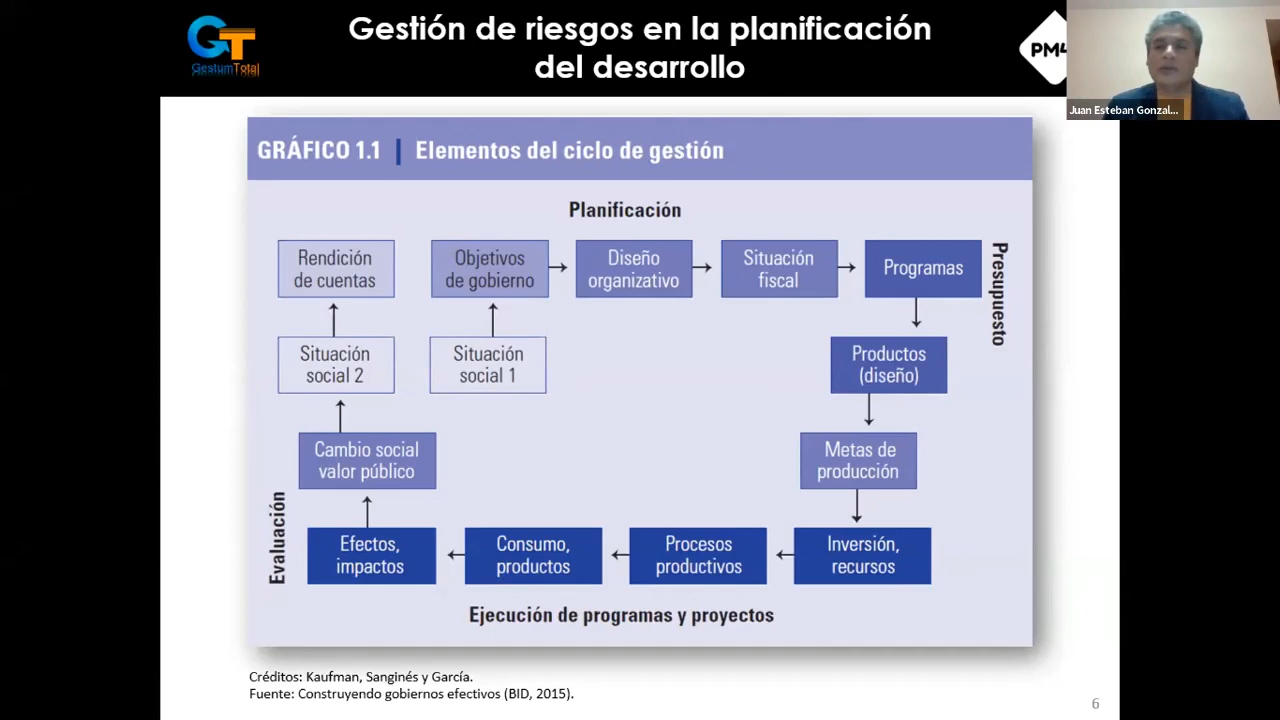 Gestión de riesgos en la planificación
del desarrollo
GT
GestumTotal
PM4
Juan Esteban Gonzal...
GRÁFICO 1.1 | Elementos del ciclo de gestión
Planificación
Rendición
de cuentas
Objetivos
de gobierno
Diseño
organizativo
Situación
fiscal
Programas
Presupuesto
Situación
social 2
Situación
social 1
Productos
(diseño)
Cambio social
valor público
Metas de
producción
Evaluación
Efectos,
impactos
Consumo,
productos
Procesos
productivos
Inversión,
recursos
Ejecución de programas y proyectos
Créditos: Kaufman, Sanginés y García.
Fuente: Construyendo gobiernos efectivos (BID, 2015).
6